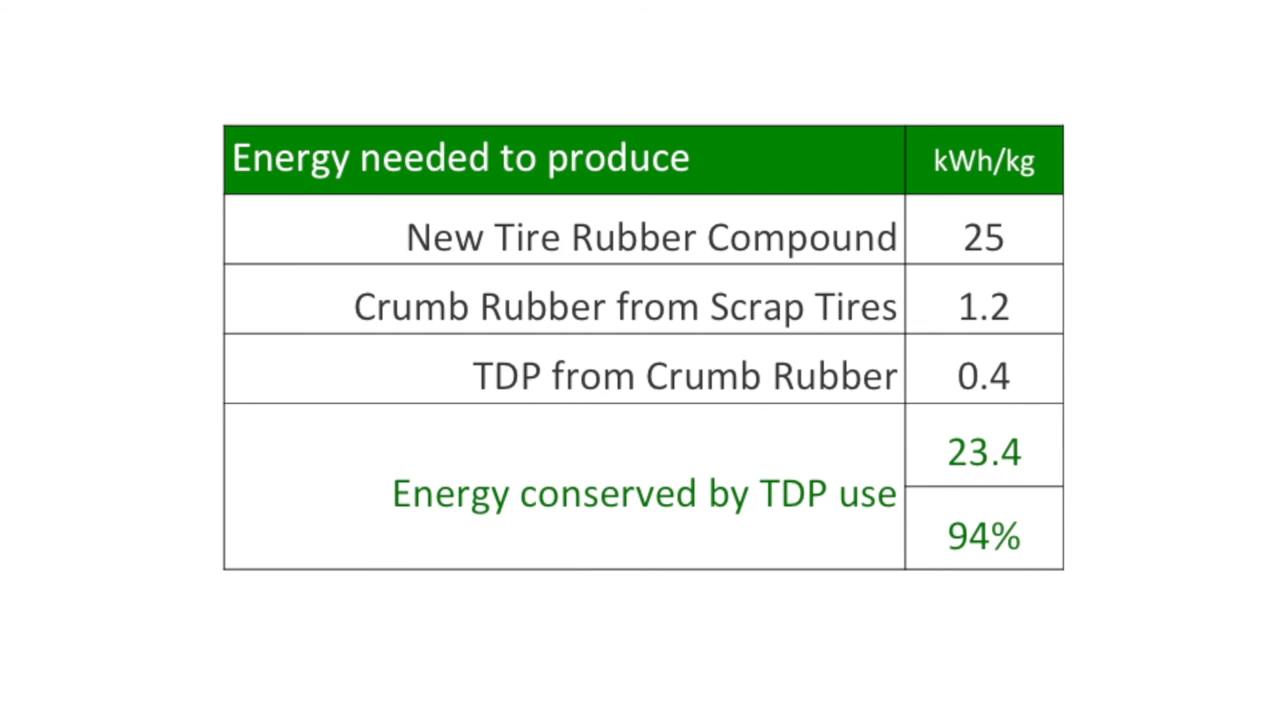 Energy needed to produce kWh/kg
New Tire Rubber Compound 25
Crumb Rubber from Scrap Tires 1.2
TDP from Crumb Rubber 0.4
Energy conserved by TDP use
23.4
94%